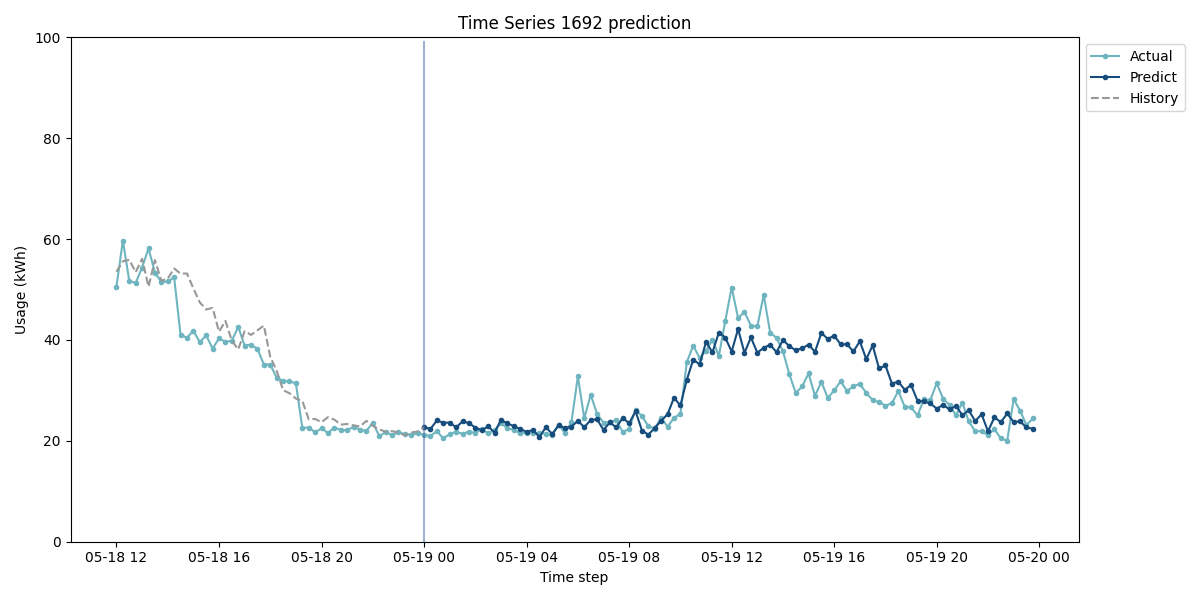 Time Series 1692 prediction
100
80
60
40
20
0
Usage (kWh)
05-18 12
05-18 16
05-18 20
05-19 00
05-19 04
05-19 08
05-19 12
05-19 16
05-19 20
05-20 00
Time step
Actual
Predict
History